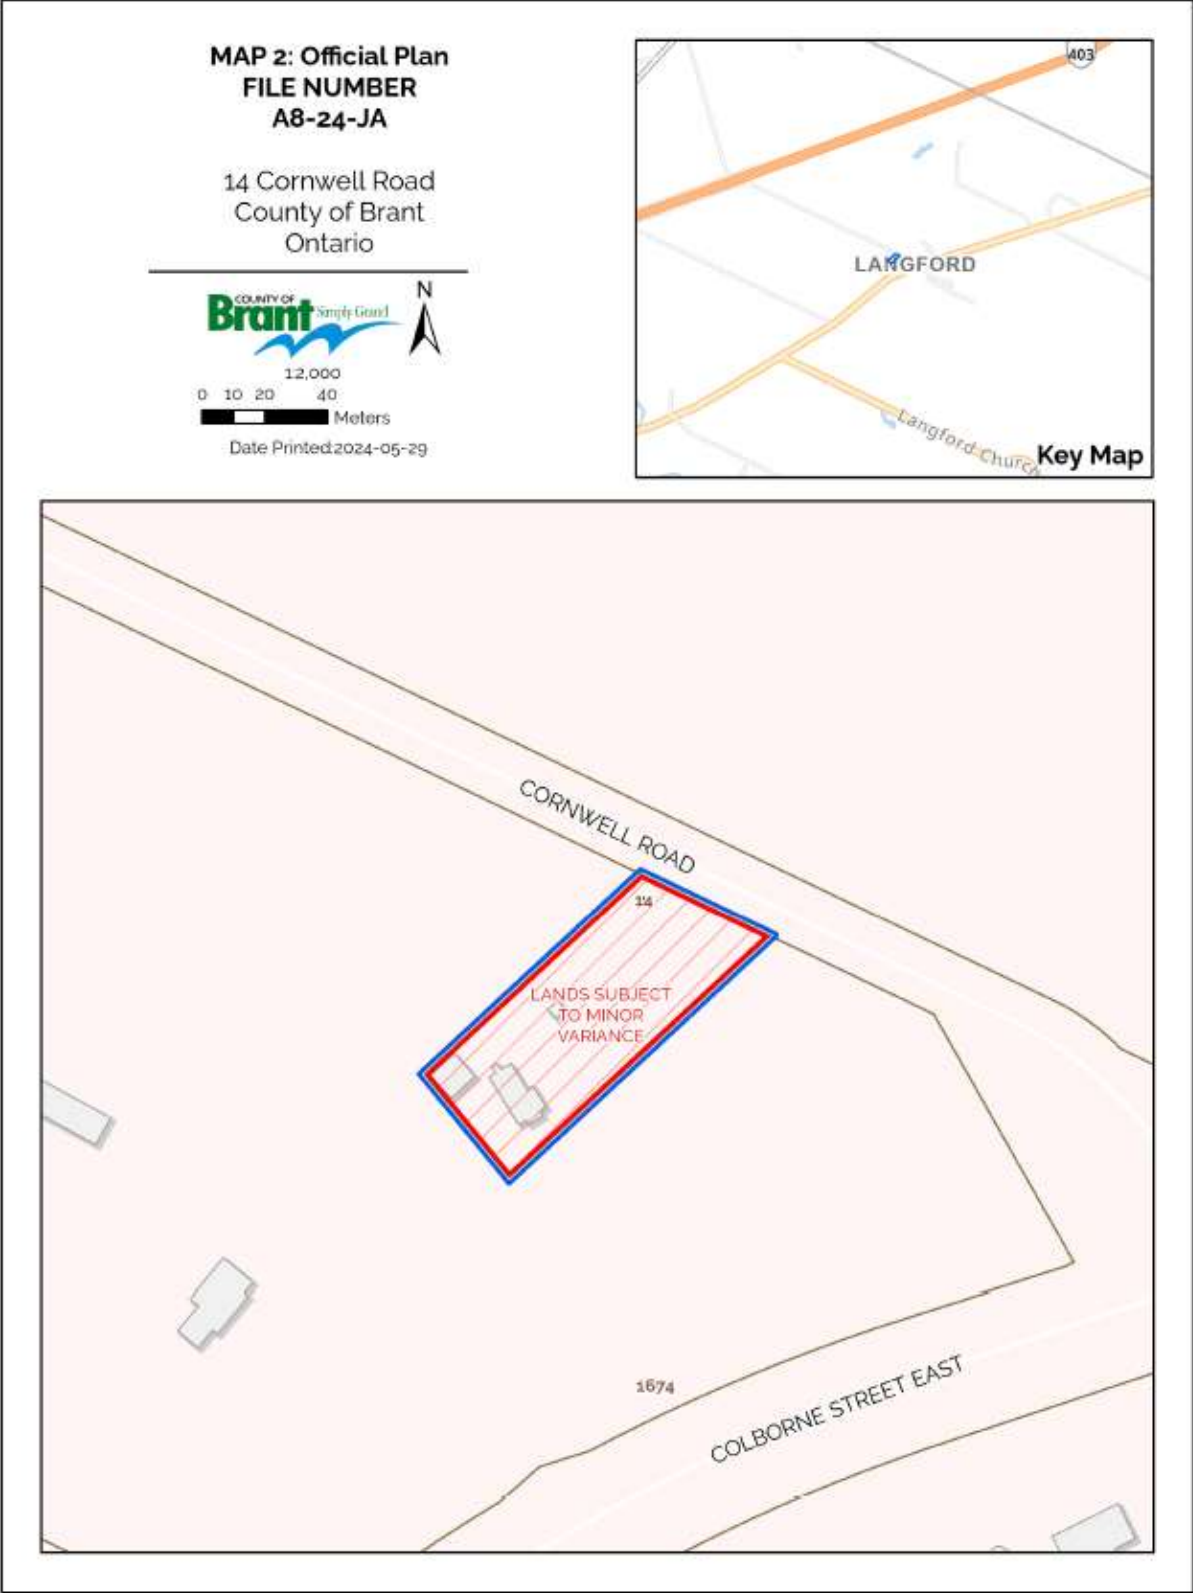 MAP 2: Official Plan
FILE NUMBER
A8-24-JA
14 Cornwell Road
County of Brant
Ontario
COUNTY OF
Brant Simply Grand
N
1:2,000
0 10 20 40
Meters
Date Printed:2024-05-29
403
LANGFORD
Langford Church
Key Map
CORNWELL ROAD
14
LANDS SUBJECT
TO MINOR
VARIANCE
1674
COLBORNE STREET EAST